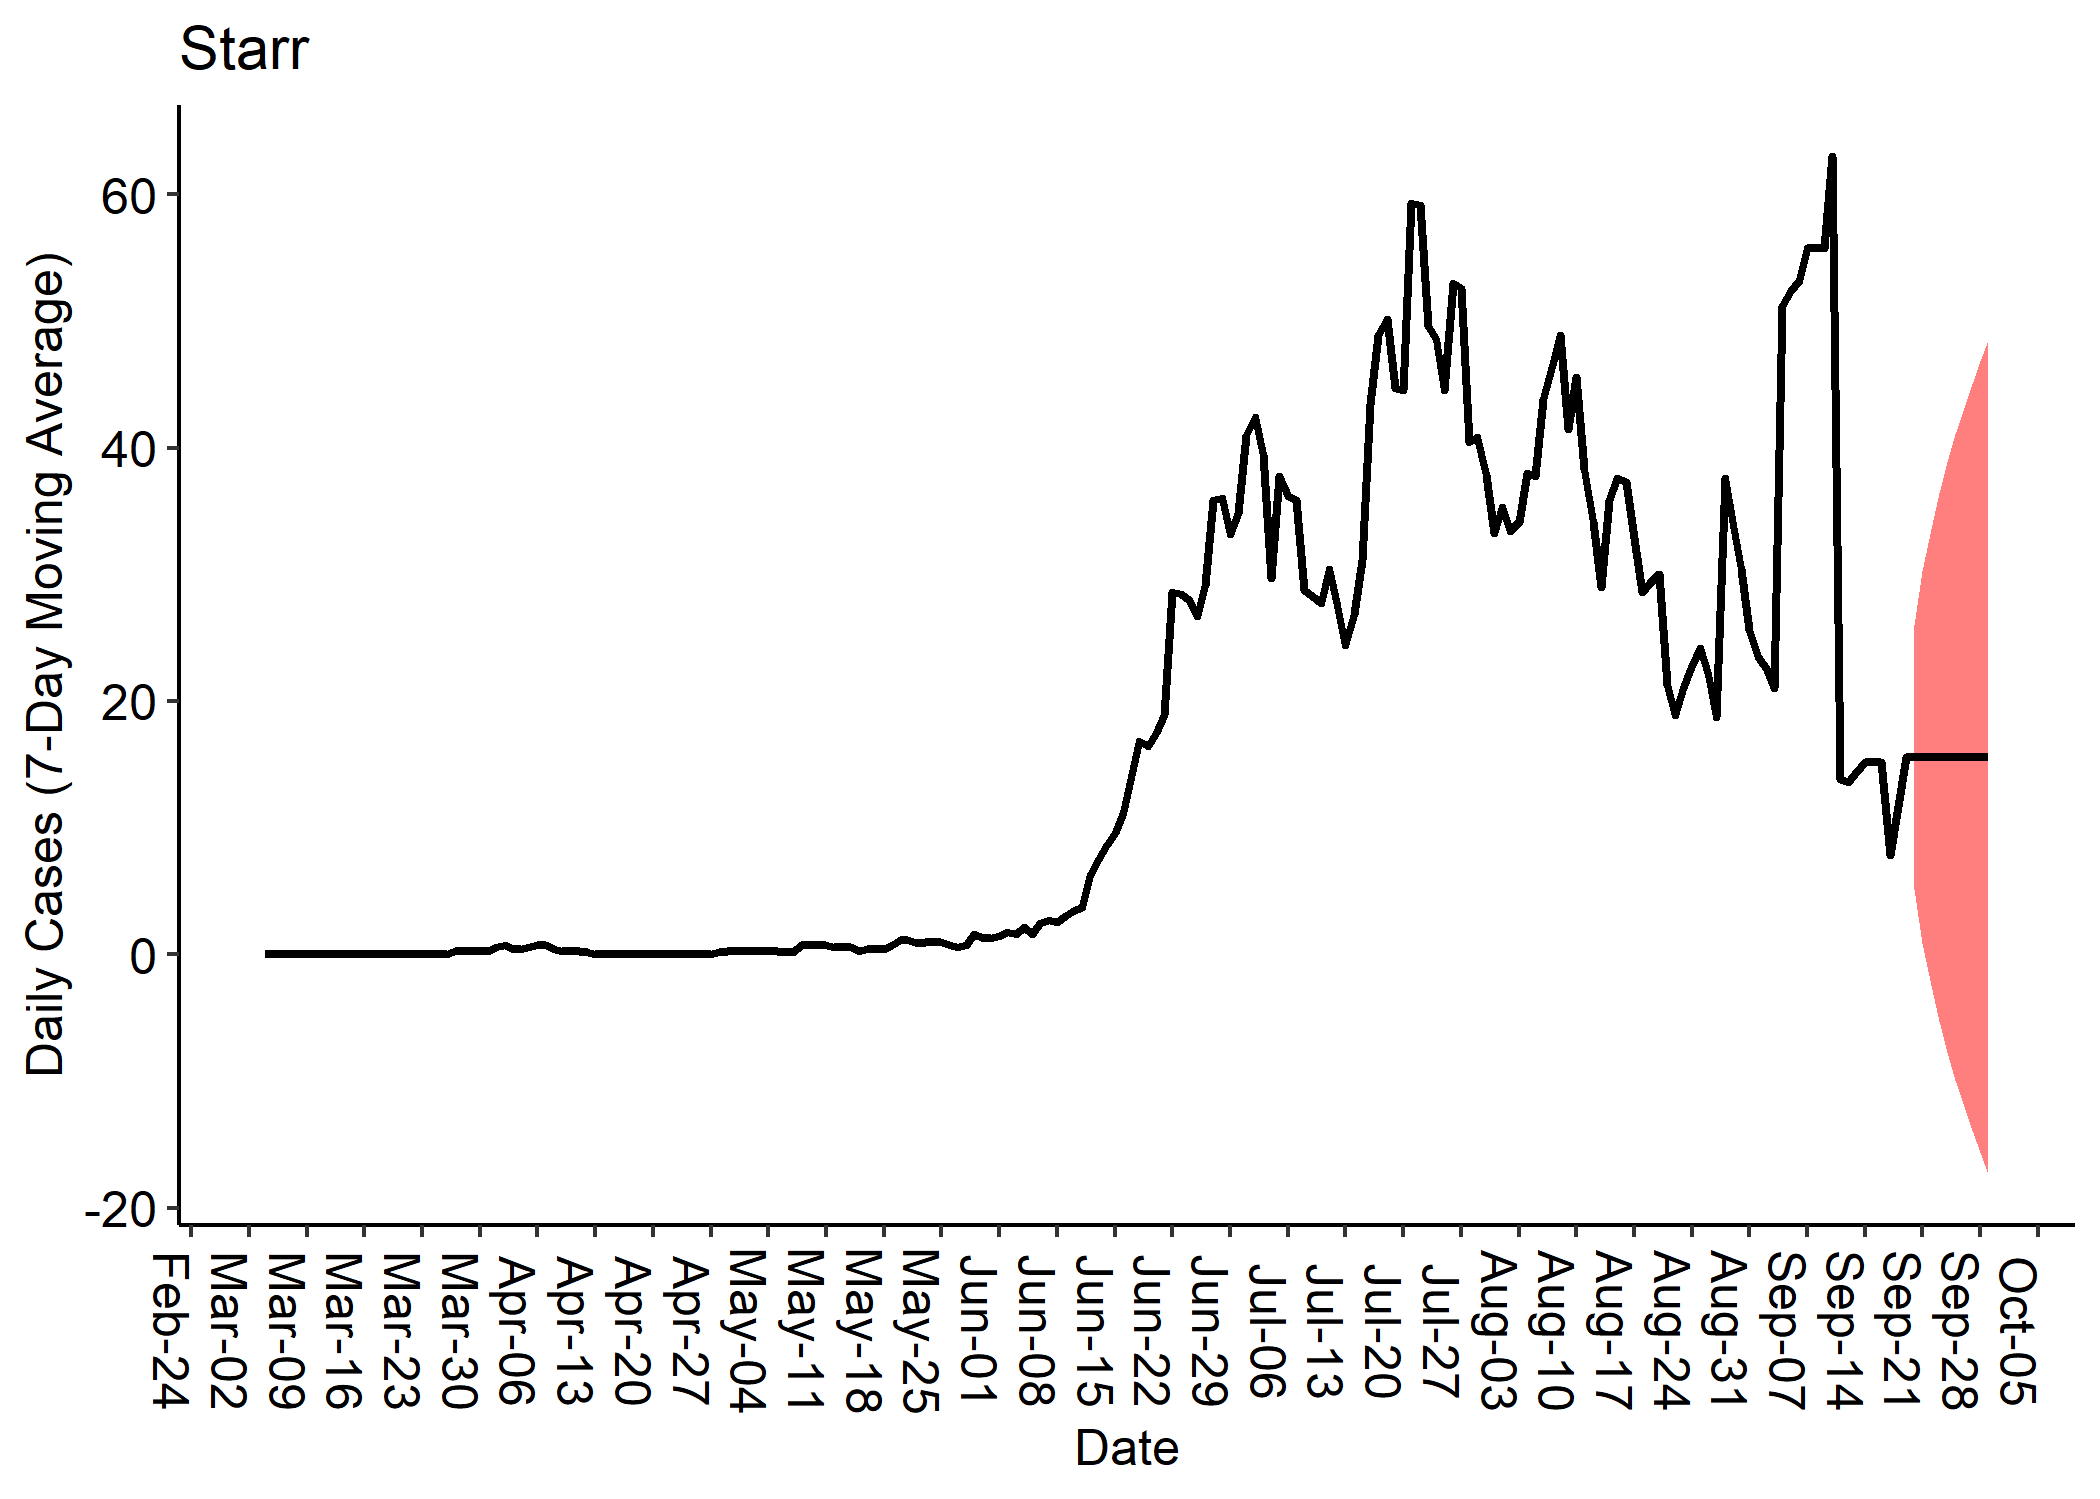 Starr
Daily Cases (7-Day Moving Average)
60
40
20
0
-20
Feb-24
Mar-02
Mar-09
Mar-16
Mar-23
Mar-30
Apr-06
Apr-13
Apr-20
Apr-27
May-04
May-11
May-18
May-25
Jun-01
Jun-08
Jun-15
Jun-22
Jun-29
Jul-06
Jul-13
Jul-20
Jul-27
Aug-03
Aug-10
Aug-17
Aug-24
Aug-31
Sep-07
Sep-14
Sep-21
Sep-28
Oct-05
Date